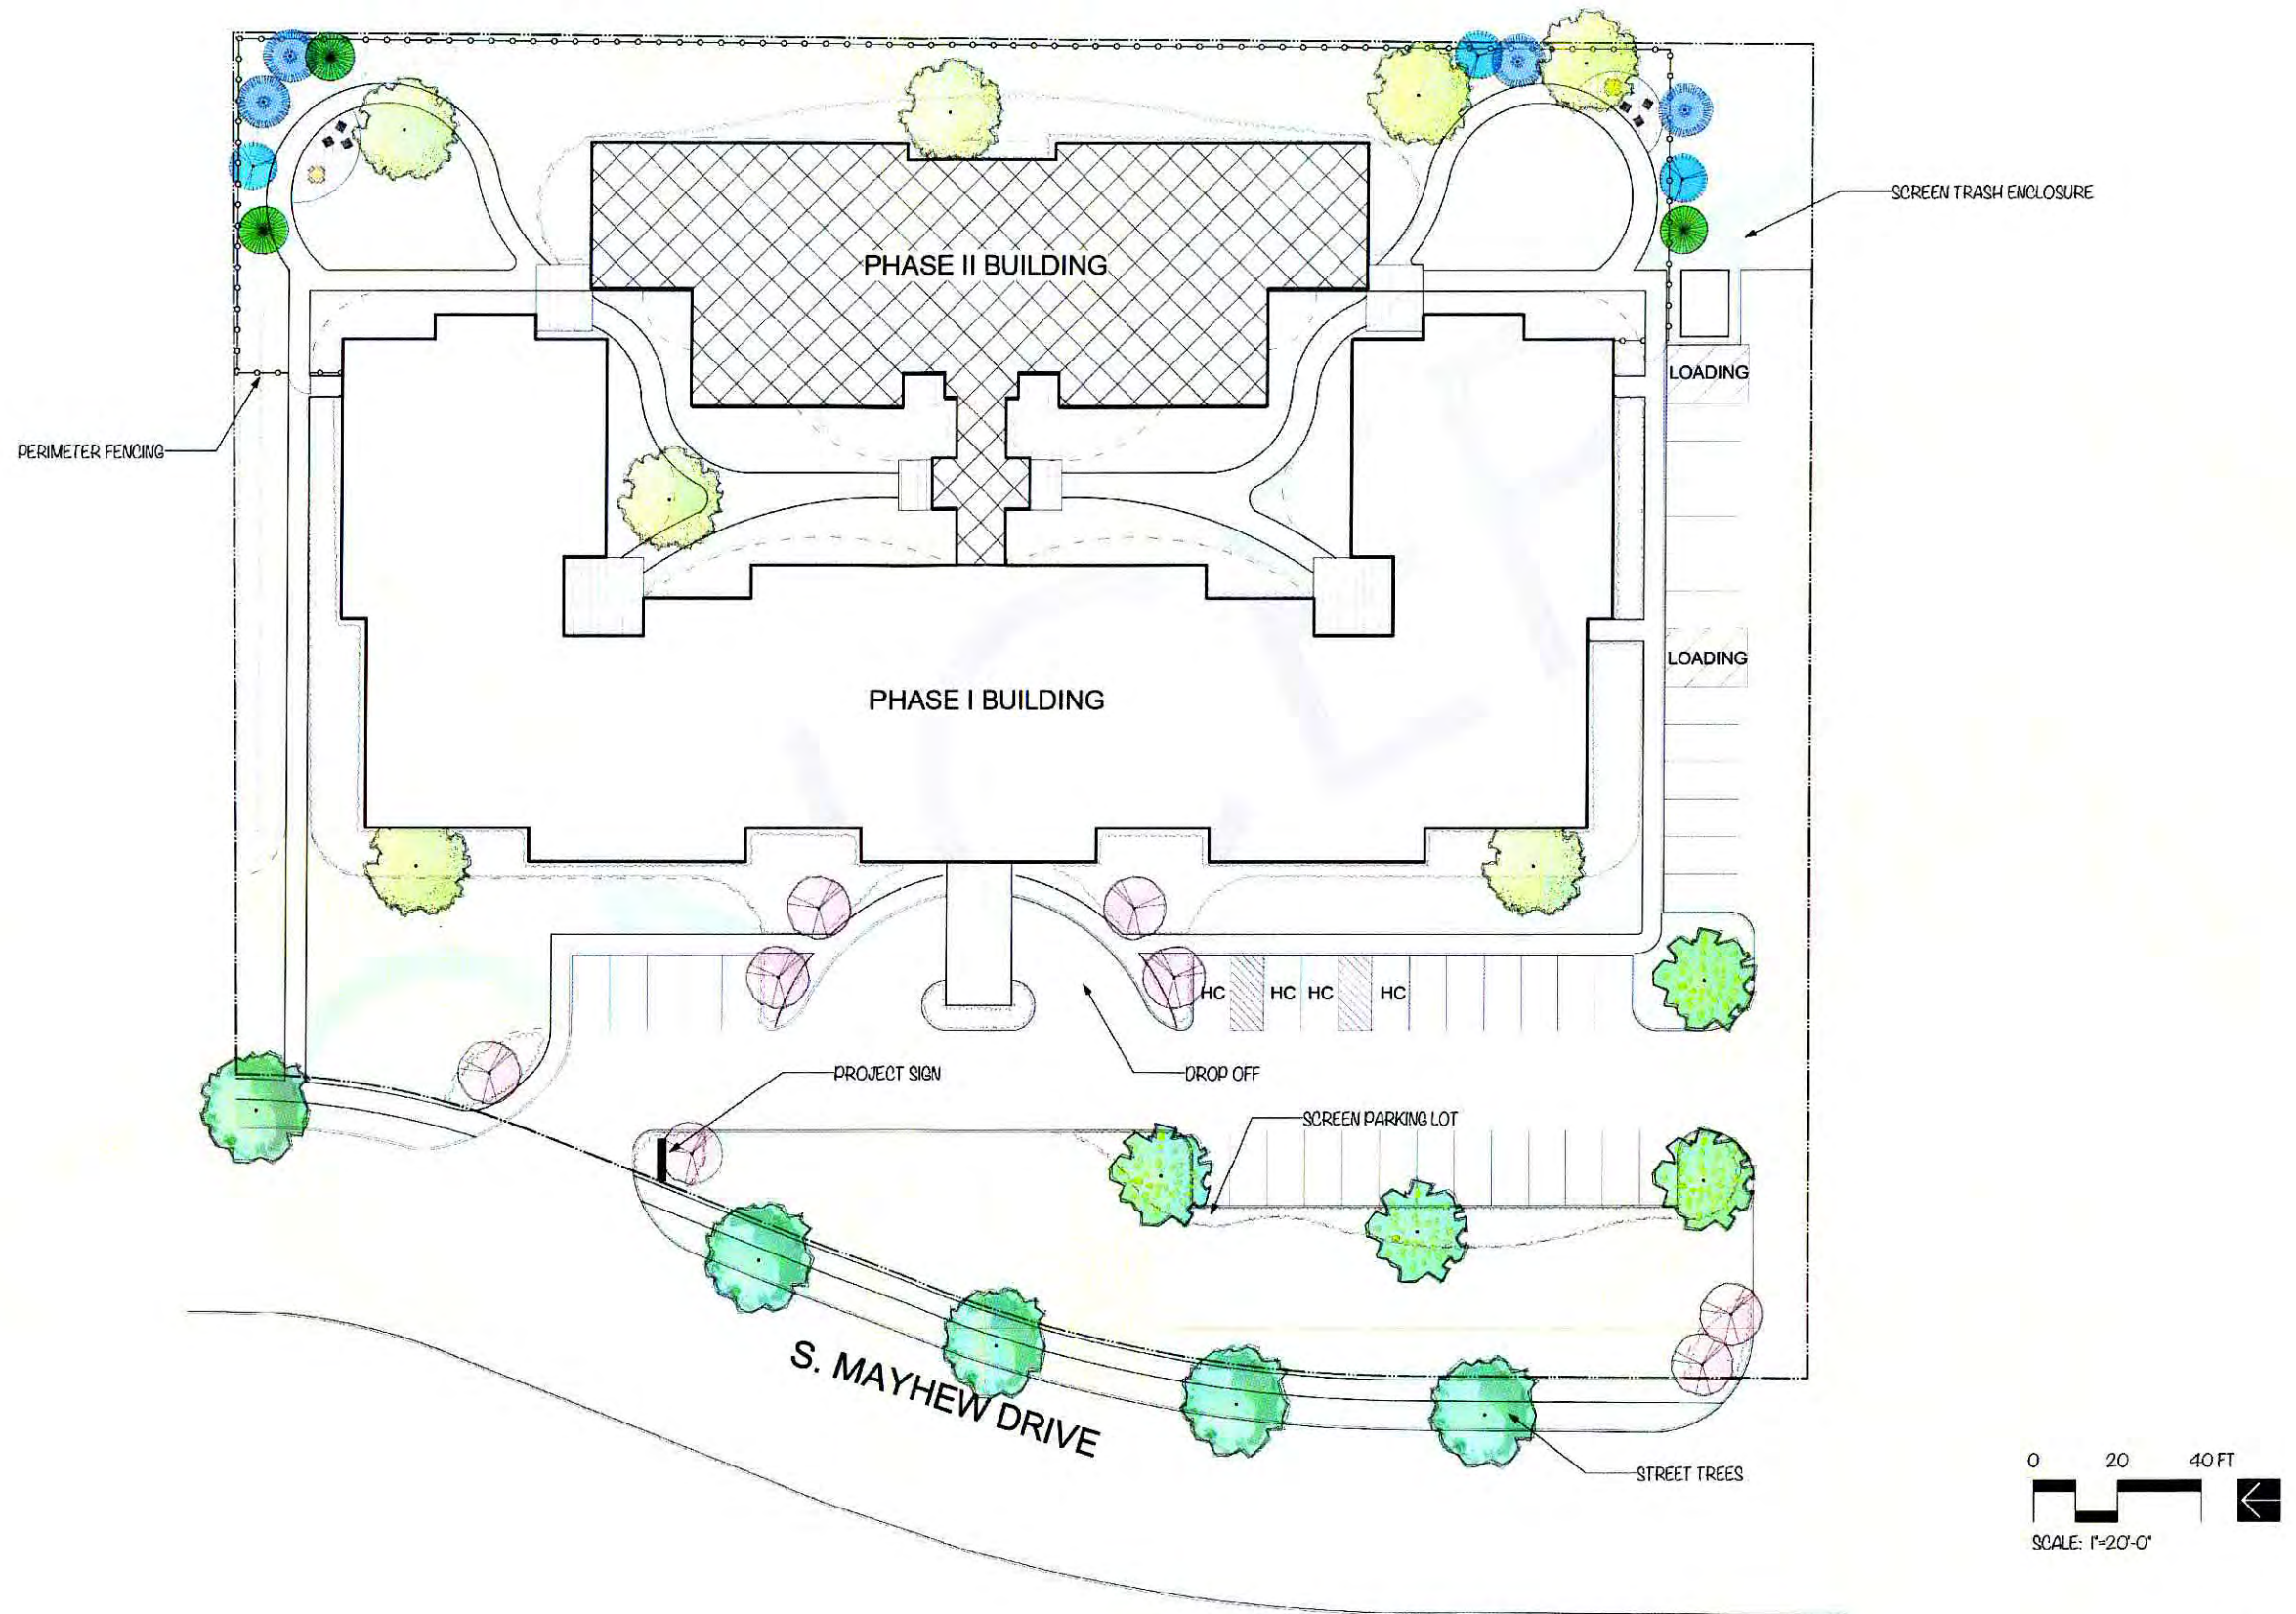 SCREEN TRASH ENCLOSURE
PHASE II BUILDING
LOADING
PERIMETER FENCING
LOADING
PHASE I BUILDING
HC HC HC HC
PROJECT SIGN
DROP OFF
SCREEN PARKING LOT
S. MAYHEW DRIVE
STREET TREES
0 20 40 FT
SCALE: 1"=20'-0"